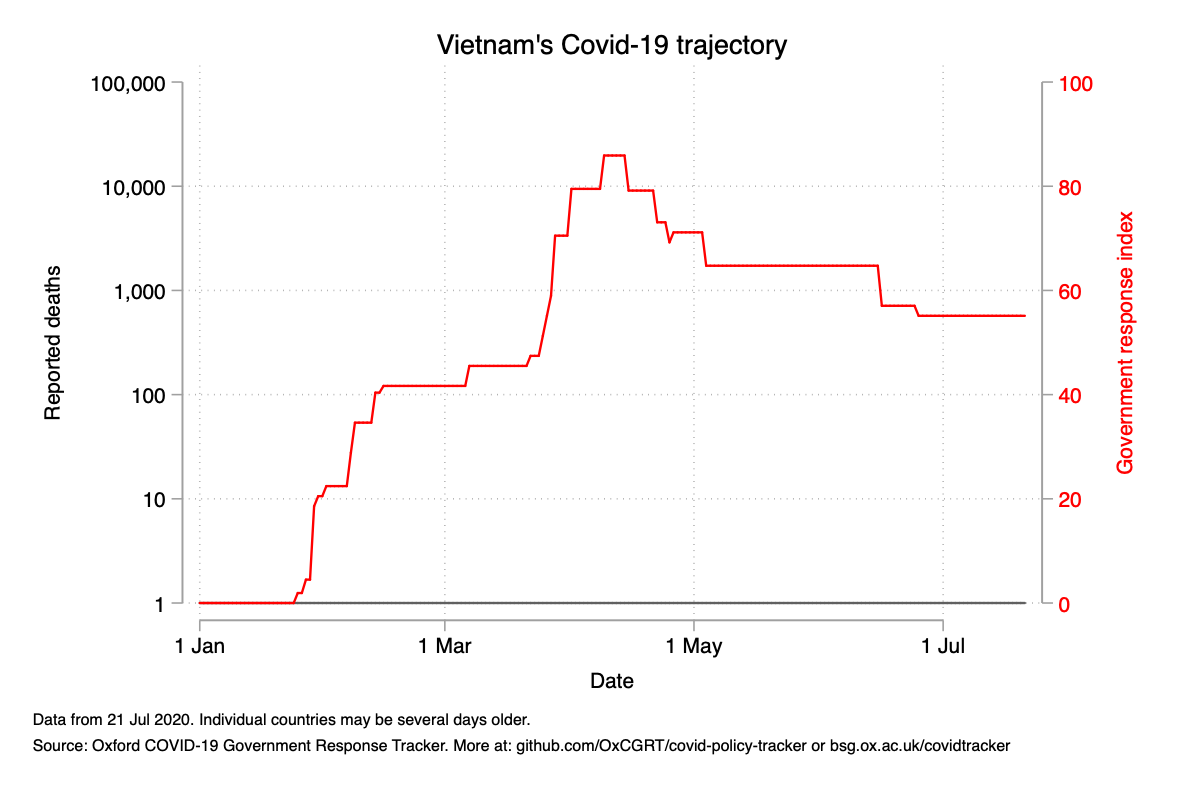 Vietnam's Covid-19 trajectory
100,000
10,000
1,000
100
10
1
Reported deaths
100
80
60
40
20
0
Government response index
1 Jan
1 Mar
1 May
1 Jul
Date
Data from 21 Jul 2020. Individual countries may be several days older.
Source: Oxford COVID-19 Government Response Tracker. More at: github.com/OxCGRT/covid-policy-tracker or bsg.ox.ac.uk/covidtracker